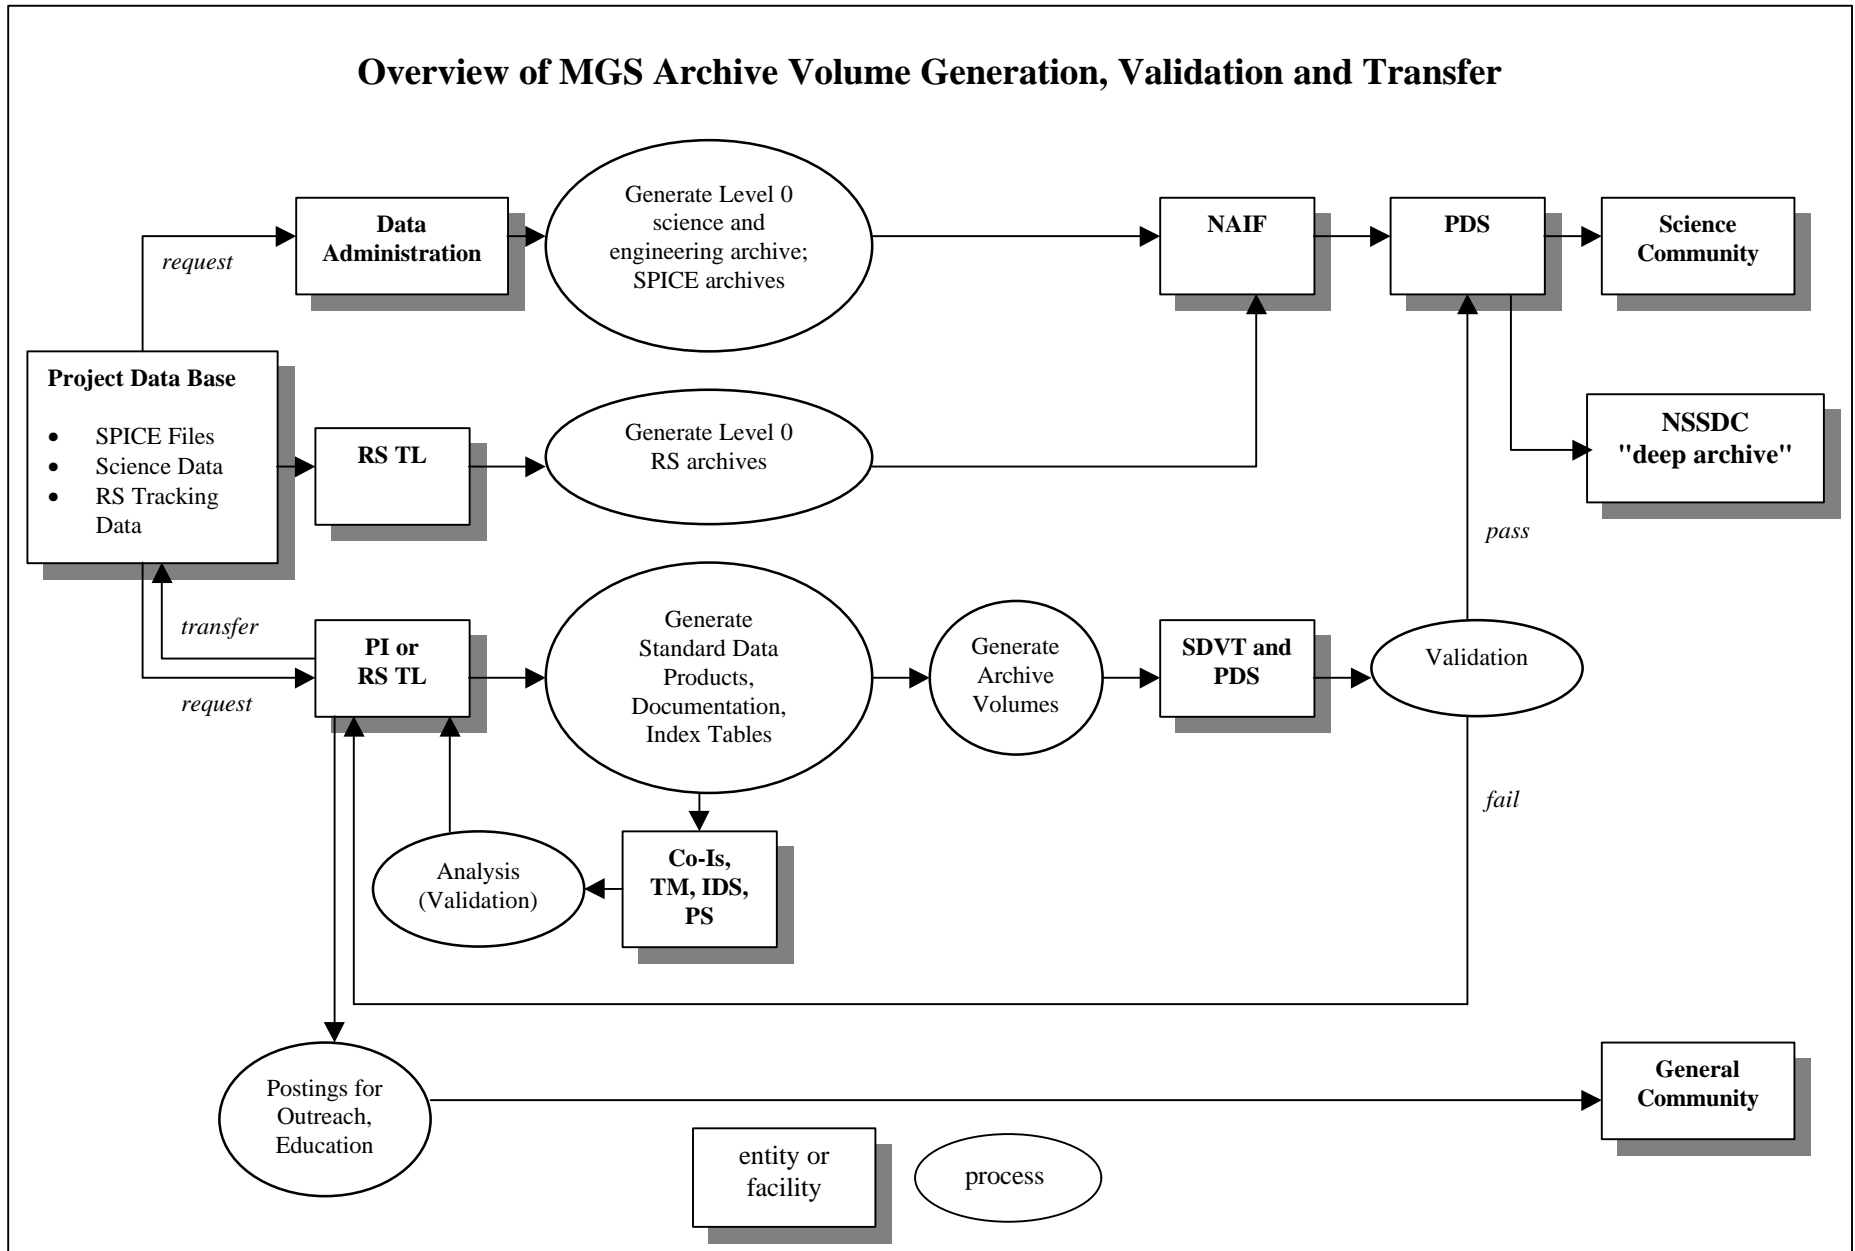 Overview of MGS Archive Volume Generation, Validation and Transfer
request
Data
Administration
Generate Level 0
science and
engineering archive;
SPICE archives
NAIF
PDS
Science
Community
Project Data Base
• SPICE Files
• Science Data
• RS Tracking
Data
RS TL
Generate Level 0
RS archives
NSSDC
"deep archive"
pass
transfer
request
PI or
RS TL
Generate
Standard Data
Products,
Documentation,
Index Tables
Generate
Archive
Volumes
SDVT and
PDS
Validation
fail
Analysis
(Validation)
Co-Is,
TM, IDS,
PS
Postings for
Outreach,
Education
General
Community
entity or
facility
process